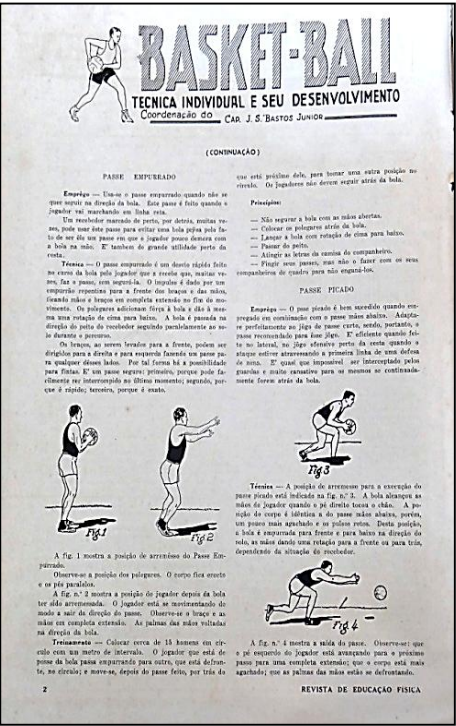 BASKET-BALL
TECNICA INDIVIDUAL E SEU DESENVOLVIMENTO
Coordenação do CAP. J. S. BASTOS JUNIOR
(CONTINUAÇÃO)
PASSE EMPURRADO
Emprêgo — Usa-se o passe empurrado quando não se
quer seguir na direção da bola. Este passe é feito quando o
jogador vai marchando em linha reta.
Um recebedor marcado de perto, por detrás, muitas ve-
zes, pode usar êste passe para evitar uma bola pelo fa-
to de ser êle um passe em que o jogador pouco demora com
a bola na mão. E' tambem de grande utilidade perto da
cesta.
Técnica — O passe empurrado é um desvio rápido feito
no curso da bola pelo jogador que a recebe que, muitas ve-
zes, faz o passe, sem segurá-la. O impulso é dado por um
empurrão repentino para a frente dos braços e das mãos,
ficando mãos e braços em completa extensão no fim do mo-
vimento. Os polegares adicionam fôrça à bola e dão à mes-
ma uma rotação de cima para baixo. A bola é passada na
direção do peito do recebedor seguindo paralelamente ao so-
lo durante o percurso.
Os braços, ao serem levados para a frente, podem ser
dirigidos para a direita e para esquerda fazendo um passe pa-
ra qualquer dêsses lados. Por tal forma há a possibilidade
para fintas. E' um passe seguro: primeiro, porque pode fa-
cilmente ser interrompido no último momento; segundo, por-
que é rápido; terceiro, porque é exato.
Fig.1
Fig 2
A fig. 1 mostra a posição de arremêsso do Passe Em-
purrado.
Observe-se a posição dos polegares. O corpo fica ereto
e os pés paralelos.
A fig. n.º 2 mostra a posição de jogador depois da bola
ter sido arremessada. O jogador está se movimentando de
modo a sair da direção do passe. Observe-se o braço e as
mãos em completa extensão. As palmas das mãos voltadas
na direção da bola.
Treinamento — Colocar cerca de 15 homens em cír-
culo com um metro de intervalo. O jogador que está de
posse da bola passa empurrando para outro, que está defron-
te, no circulo; e move-se, depois do passe feito, por trás do
que está próximo dele, para tomar uma outra posição no
círculo. Os jogadores não devem seguir atrás da bola.
Princípios:
— Não segurar a bola com as mãos abertas.
— Colocar os polegares atrás da bola.
— Lançar a bola com rotação de cima para baixo.
— Passar do peito.
— Atingir as letras da camisa do companheiro.
— Fingir seus passes, mas não o fazer com os seus
companheiros de quadro para não enganá-los.
PASSE PICADO
Emprêgo — O passe picado é bem sucedido quando em-
pregado em combinação com o passe mãos abaixo. Adapta-
se perfeitamente ao jôgo de passe curto, sendo, portanto, o
passe recomendado para êsse jôgo. E' eficiente quando fei-
to no lateral, no jôgo ofensivo perto da cesta quando o
ataque estiver atravessando a primeira linha de uma defesa
de zona. E' quasi que impossível ser interceptado pelos
guardas e muito cansativo para os mesmos se continuada-
mente forem atrás da bola.
Fig 3
Técnica — A posição de arremesso para a execução do
passe picado está indicada na fig. n.º 3. A bola alcançou as
mãos do jogador quando o pé direito tocou o chão. A po-
sição de corpo é idêntica a do passe mãos abaixo, porém,
um pouco mais agachado e os pulsos retos. Desta posição,
a bola é empurrada para frente e para baixo na direção do
solo, as mãos dando uma rotação para a frente ou para trás,
dependendo da situação do recebedor.
Fig.4
A fig. n.º 4 mostra a saída do passe. Observe-se: que
o pé esquerdo do jogador está avançando para o próximo
passo para uma completa extensão; que o corpo está mais
agachado; que as palmas das mãos estão se defrontando.
2
REVISTA DE EDUCAÇÃO FISICA